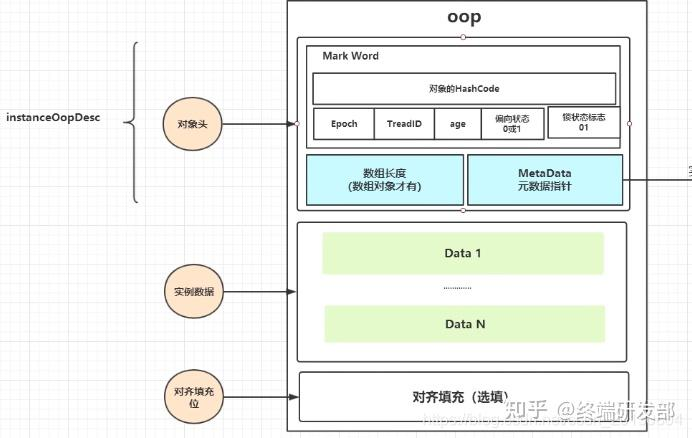 oop
Mark Word
对象的HashCode
Epoch
TreadID
age
偏向状态
0或1
锁状态标志
01
instanceOopDesc
对象头
数组长度
(数组对象才有)
MetaData
元数据指针
实例数据
Data 1
.............
Data N
对齐填充
位
对齐填充（选填）
知乎 @终端研发部